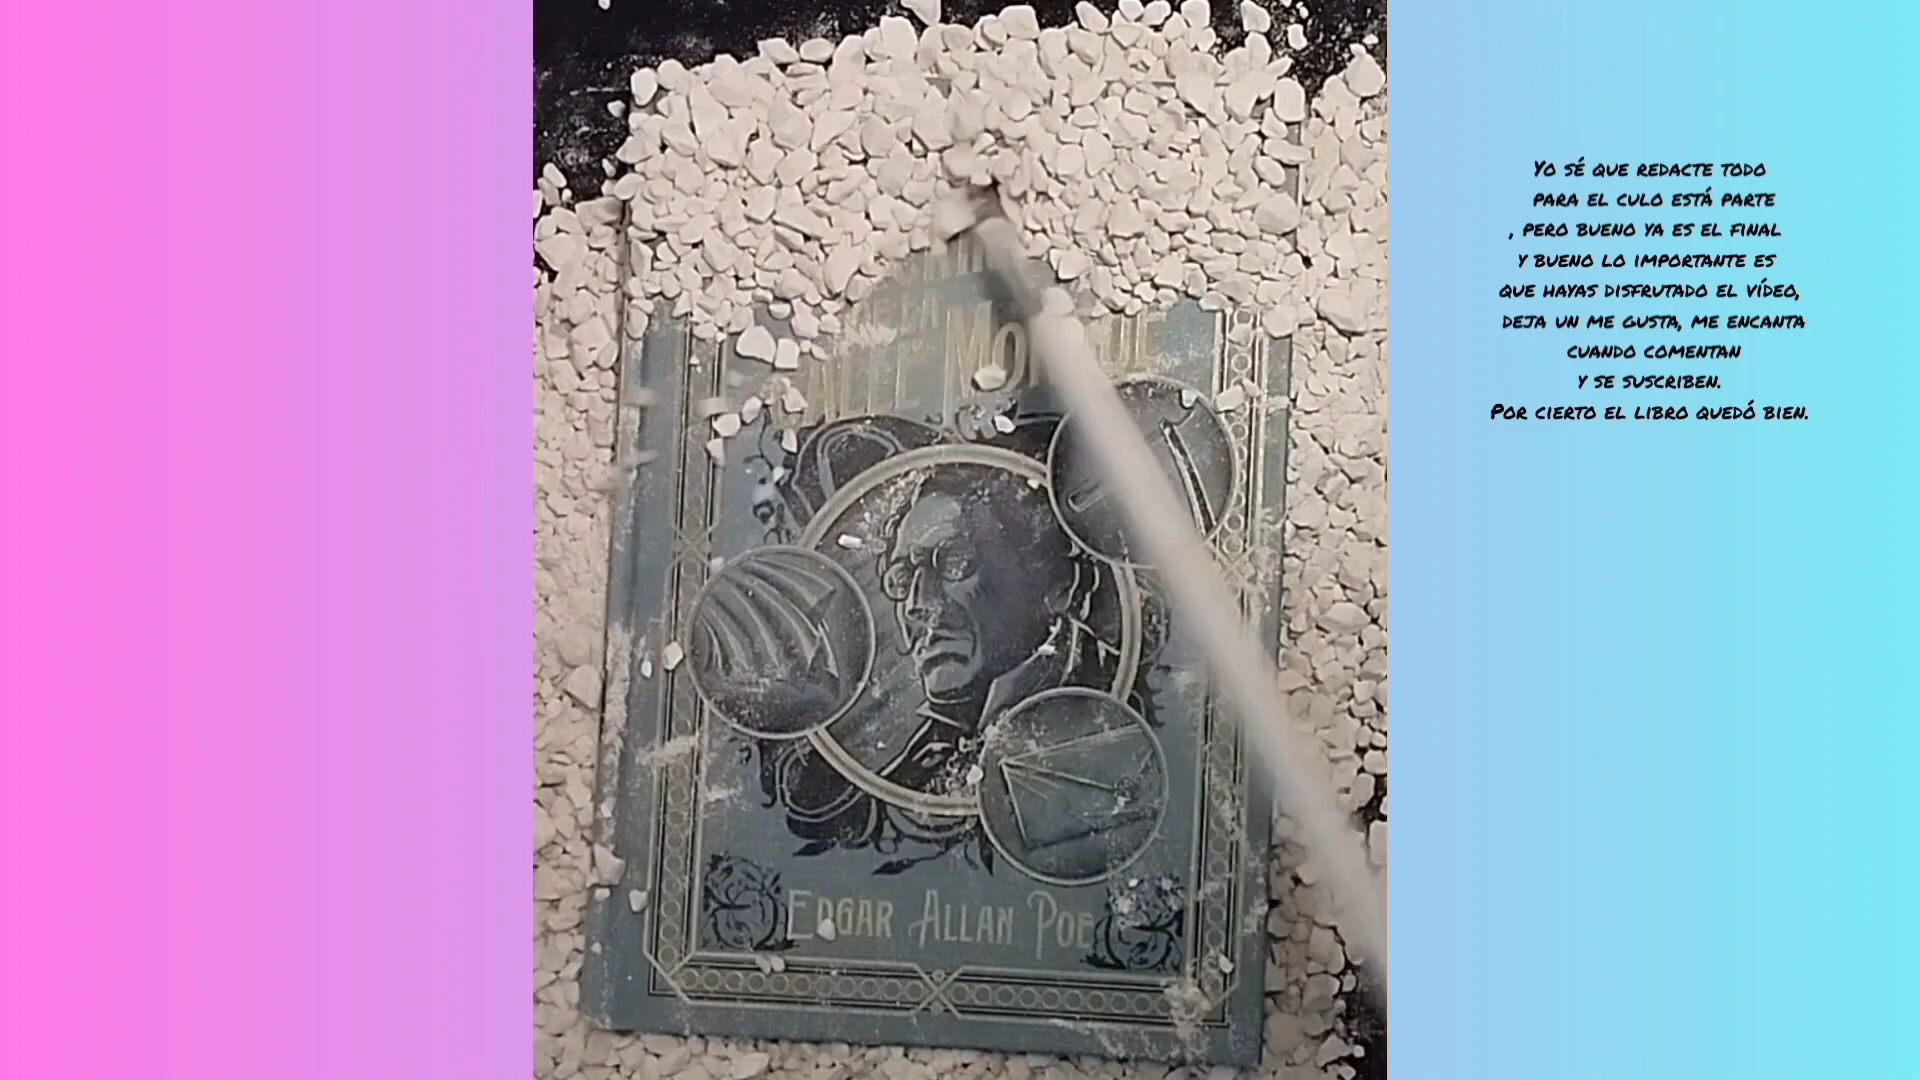 Yo sé que redacte todo
para el culo está parte
, pero bueno ya es el final
y bueno lo importante es
que hayas disfrutado el vídeo,
deja un me gusta, me encanta
cuando comentan
y se suscriben.
Por cierto el libro quedó bien.
Edgar Allan Poe